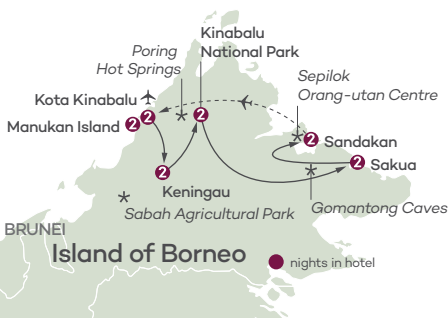 Kinabalu
National Park
Poring
Hot Springs
Sepilok
Orang-utan Centre
Kota Kinabalu
2
2
Manukan Island
2
2
Sandakan
2
Sakua
2
Keningau
Sabah Agricultural Park
Gomantong Caves
BRUNEI
Island of Borneo
nights in hotel